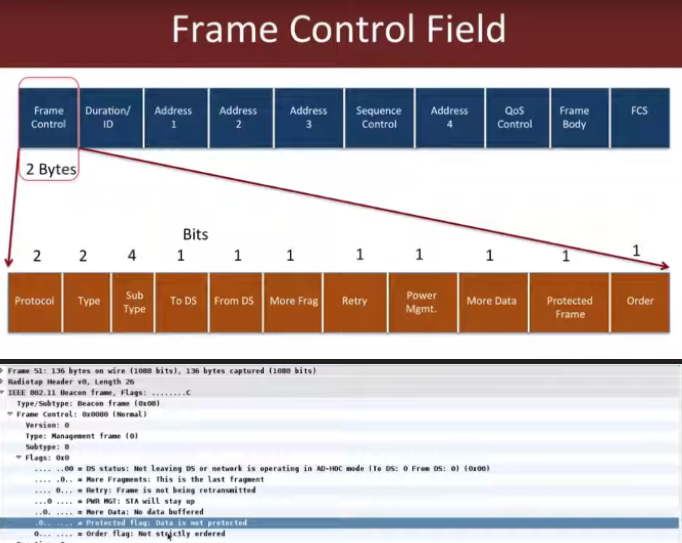 Frame Control Field
Frame Control
Duration/ ID
Address 1
Address 2
Address 3
Sequence Control
Address 4
QoS Control
Frame Body
FCS
2 Bytes
Bits
2 2 4 1 1 1 1 1 1 1 1
Protocol
Type
Sub Type
To DS
From DS
More Frag
Retry
Power Mgmt.
More Data
Protected Frame
Order
Frame 51: 136 bytes on wire (1088 bits), 136 bytes captured (1088 bits)
Radiotap Header v0, Length 26
IEEE 802.11 Beacon frame, Flags: ........C
Type/Subtype: Beacon frame (0x08)
Frame Control: 0x0080 (Normal)
Version: 0
Type: Management frame (0)
Subtype: 8
Flags: 0x0
.... ..00 = DS status: Not leaving DS or network is operating in AD-HOC mode (To DS: 0 From DS: 0) (0x00)
.... .0.. = More Fragments: This is the last fragment
.... 0... = Retry: Frame is not being retransmitted
...0 .... = PWR MGT: STA will stay up
..0. .... = More Data: No data buffered
.0.. .... = Protected flag: Data is not protected
0... .... = Order flag: Not strictly ordered